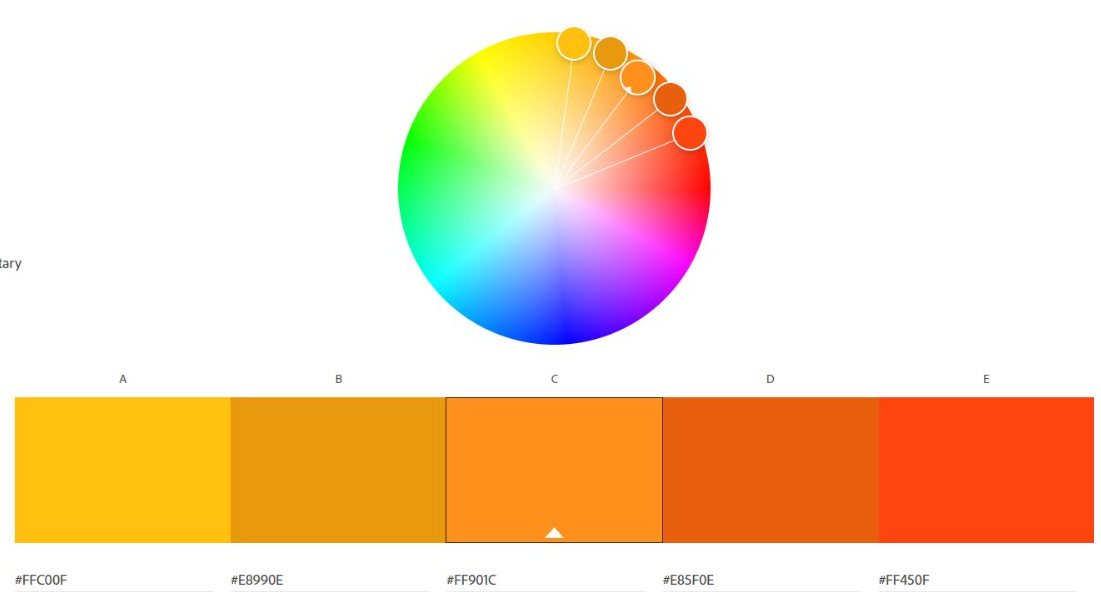 tary
A B C D E
#FFC00F #E8990E #FF901C #E85F0E #FF450F